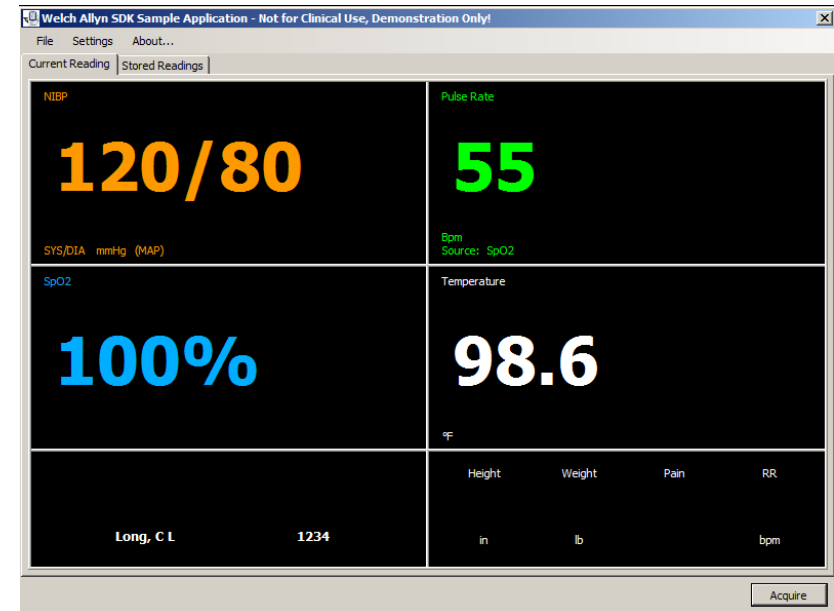 Welch Allyn SDK Sample Application - Not for Clinical Use, Demonstration Only!
File Settings About...
Current Reading Stored Readings
NIBP
120/80
SYS/DIA mmHg (MAP)
Pulse Rate
55
Bpm
Source: SpO2
SpO2
100%
Temperature
98.6
ºF
Long, C L 1234
Height Weight Pain RR
in lb bpm
Acquire